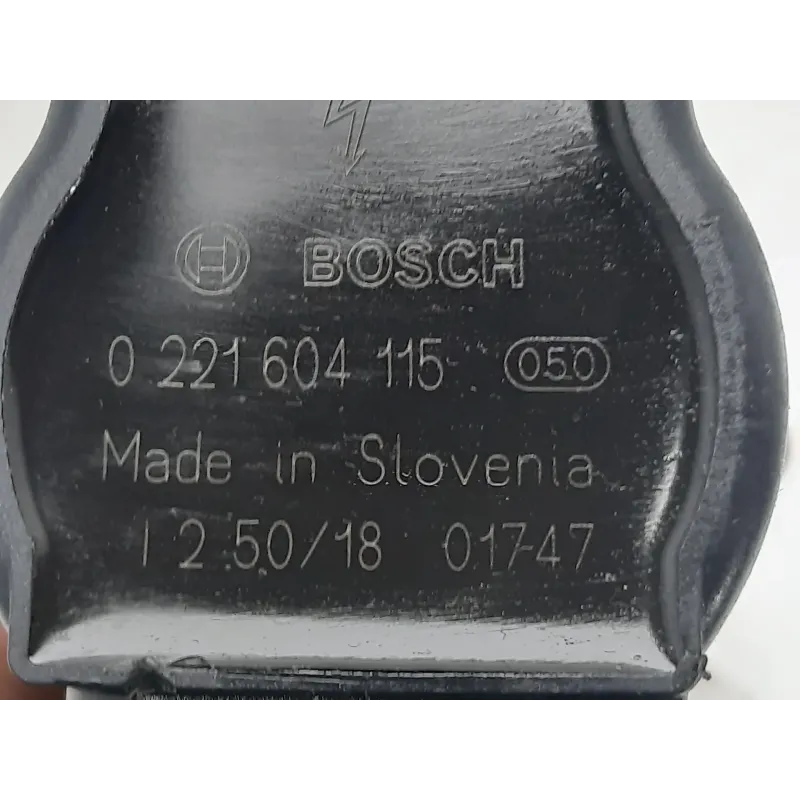 BOSCH
0 221 604 115 050
Made in Slovenia
I 2 50/18 01747